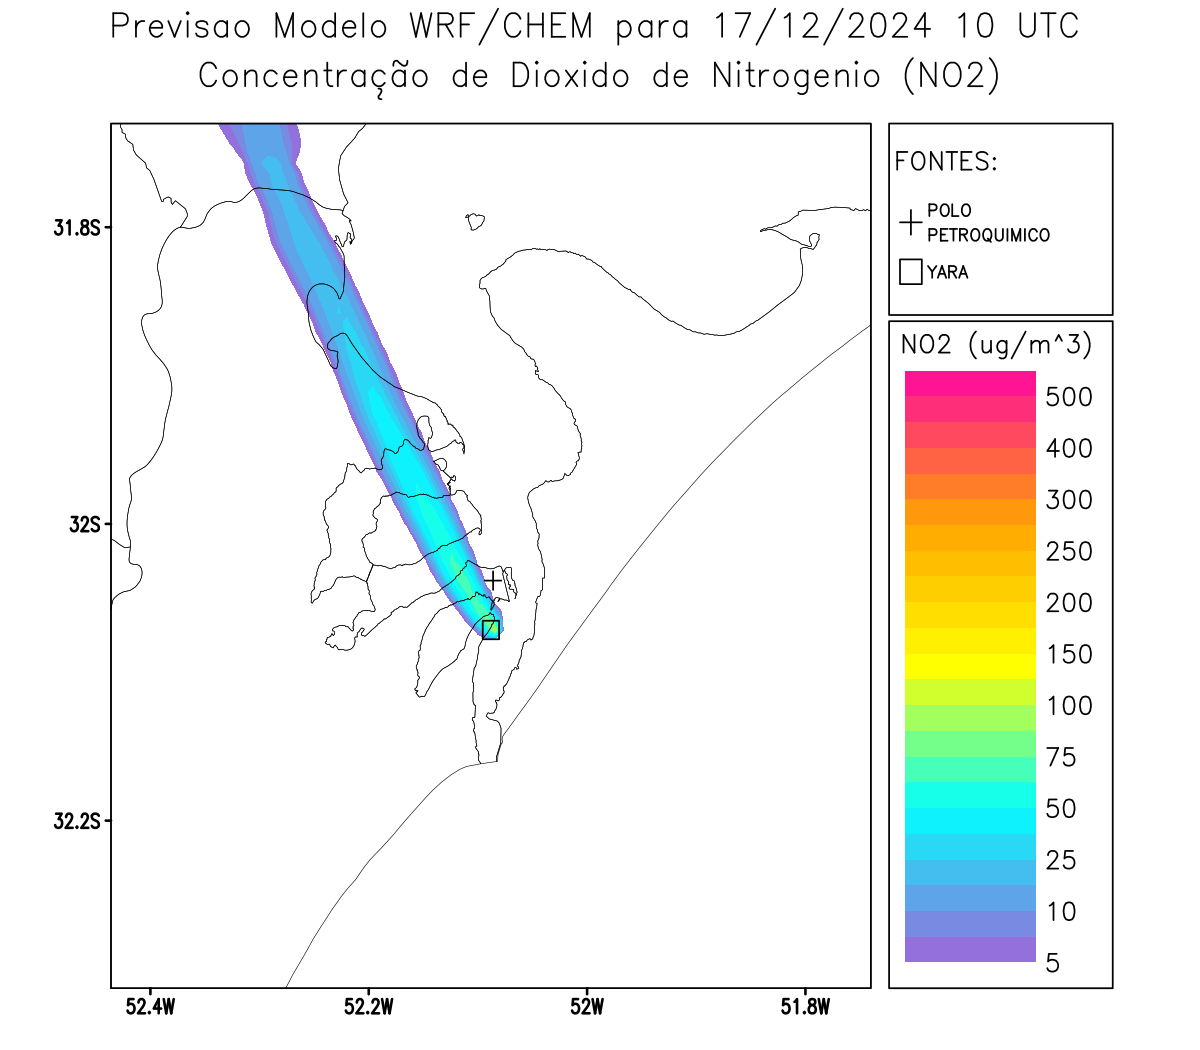 Previsao Modelo WRF/CHEM para 17/12/2024 10 UTC
Concentração de Dioxido de Nitrogenio (NO2)
FONTES:
POLO
PETROQUIMICO
YARA
NO2 (ug/m^3)
500
400
300
250
200
150
100
75
50
25
10
5
31.8S
32S
32.2S
52.4W
52.2W
52W
51.8W